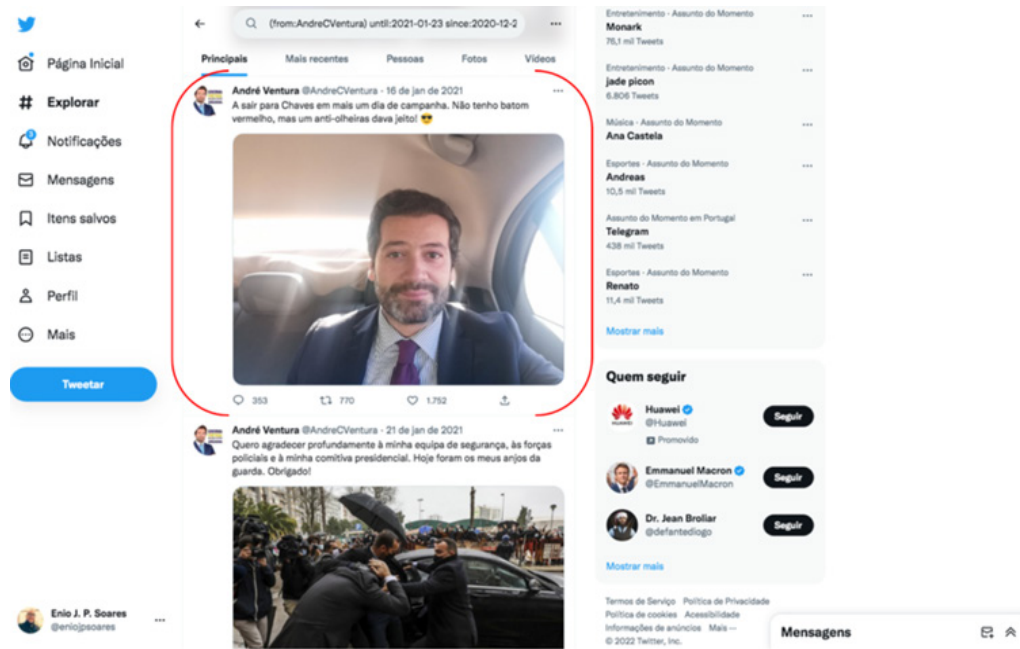 (from:AndreCVentura) until:2021-01-23 since:2020-12-2
Principais
Mais recentes
Pessoas
Fotos
Vídeos
Página Inicial
Explorar
Notificações
Mensagens
Itens salvos
Listas
Perfil
Mais
Tweetar
Enio J. P. Soares
@eniojpsoares
André Ventura @AndreCVentura · 16 de jan de 2021
A sair para Chaves em mais um dia de campanha. Não tenho batom
vermelho, mas um anti-olheiras dava jeito! 😎
353
770
1.752
André Ventura @AndreCVentura · 21 de jan de 2021
Quero agradecer profundamente à minha equipa de segurança, às forças
policiais e à minha comitiva presidencial. Hoje foram os meus anjos da
guarda. Obrigado!
Entretenimento · Assunto do Momento
Monark
76,1 mil Tweets
Entretenimento · Assunto do Momento
jade picon
6.806 Tweets
Música · Assunto do Momento
Ana Castela
Esportes · Assunto do Momento
Andreas
10,5 mil Tweets
Assunto do Momento em Portugal
Telegram
438 mil Tweets
Esportes · Assunto do Momento
Renato
11,4 mil Tweets
Mostrar mais
Quem seguir
HUAWEI
Huawei
@Huawei
Promovido
Seguir
Emmanuel Macron
@EmmanuelMacron
Seguir
Dr. Jean Broliar
@defantediogo
Seguir
Mostrar mais
Termos de Serviço Política de Privacidade
Política de cookies Acessibilidade
Informações de anúncios Mais ···
© 2022 Twitter, Inc.
Mensagens